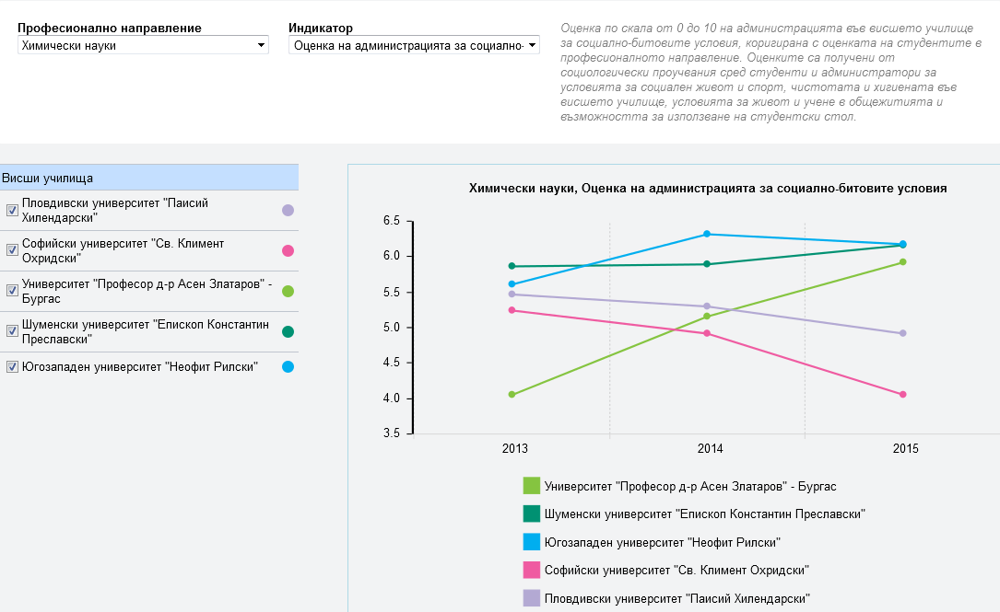 Професионално направление
Химически науки
Индикатор
Оценка на администрацията за социално-
Оценка по скала от 0 до 10 на администрацията във висшето училище
за социално-битовите условия, коригирана с оценката на студентите в
професионалното направление. Оценките са получени от
социологически проучвания сред студенти и администратори за
условията за социален живот и спорт, чистотата и хигиената във
висшето училище, условията за живот и учене в общежитията и
възможността за използване на студентски стол.
Висши училища
Пловдивски университет "Паисий
Хилендарски"
Софийски университет "Св. Климент
Охридски"
Университет "Професор д-р Асен Златаров" -
Бургас
Шуменски университет "Епископ Константин
Преславски"
Югозападен университет "Неофит Рилски"
Химически науки, Оценка на администрацията за социално-битовите условия
6.5
6.0
5.5
5.0
4.5
4.0
3.5
2013 2014 2015
Университет "Професор д-р Асен Златаров" - Бургас
Шуменски университет "Епископ Константин Преславски"
Югозападен университет "Неофит Рилски"
Софийски университет "Св. Климент Охридски"
Пловдивски университет "Паисий Хилендарски"